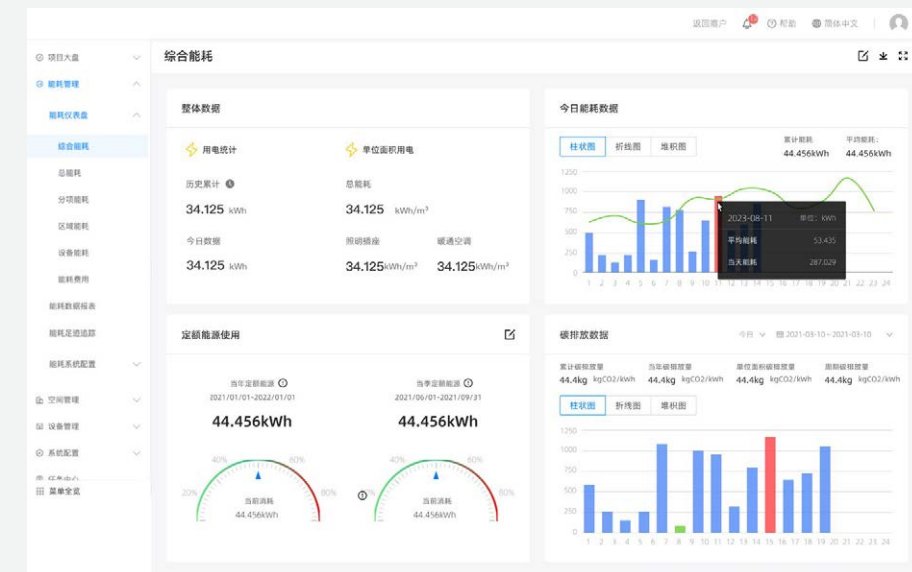 返回商户
帮助
简体中文
项目大盘
能耗管理
能耗仪表盘
综合能耗
总能耗
分项能耗
区域能耗
设备能耗
能耗费用
能耗数据报表
能耗足迹追踪
能耗系统配置
空间管理
设备管理
系统配置
任务中心
菜单全览
综合能耗
整体数据
用电统计
单位面积用电
历史累计
总能耗
34.125 kWh
34.125 kWh/m³
今日数据
照明插座
暖通空调
34.125 kWh
34.125kWh/m³
34.125kWh/m³
今日能耗数据
柱状图 折线图 堆积图
累计能耗
平均能耗:
44.456kWh
44.456kWh
1250
1000
750
500
250
0
2023-08-11 单位: kWh
平均能耗 53.435
当天能耗 287.029
1 2 3 4 5 6 7 8 9 10 11 12 13 14 15 16 17 18 19 20 21 22 23 24
定额能源使用
当年定额能源
2021/01/01-2022/01/01
44.456kWh
20%
40%
60%
80%
当前消耗
44.456kWh
当季定额能源
2021/06/01-2021/09/31
44.456kWh
40%
60%
80%
当前消耗
44.456kWh
碳排放数据
今日
2021-03-10~2021-03-10
累计碳排放量
当年碳排放量
单位面积碳排放量
周期碳排放量
44.4kg kgCO2/kWh
44.4kg kgCO2/kWh
44.4kg kgCO2/kWh
44.4kg kgCO2/kWh
柱状图 折线图 堆积图
1250
1000
750
500
250
0
1 2 3 4 5 6 7 8 9 10 11 12 13 14 15 16 17 18 19 20 21 22 23 24